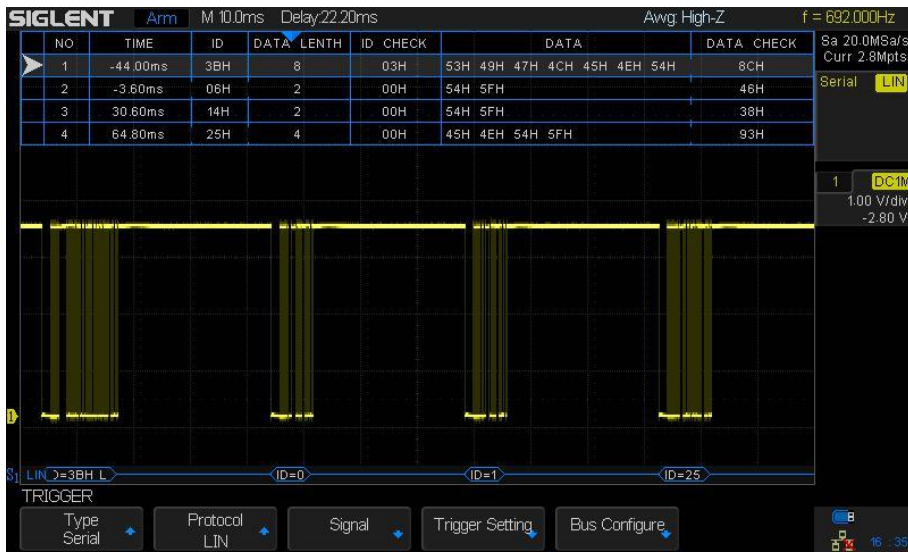 SIGLENT Arm M 10.0ms Delay:22.20ms Awg: High-Z f = 692.000Hz
Sa 20.0MSa/s
Curr 2.8Mpts
NO TIME ID DATA LENTH ID CHECK DATA DATA CHECK
1 -44.00ms 3BH 8 03H 53H 49H 47H 4CH 45H 4EH 54H 8CH
2 -3.60ms 06H 2 00H 54H 5FH 46H
3 30.60ms 14H 2 00H 54H 5FH 38H
4 64.80ms 25H 4 00H 45H 4EH 54H 5FH 93H
Serial LIN
1 DC1M
1.00 V/div
-2.80 V
1
S1 LIN )=3BH L ID=0 ID=1 ID=25
TRIGGER
Type
Serial
Protocol
LIN
Signal
Trigger Setting
Bus Configure
16:35